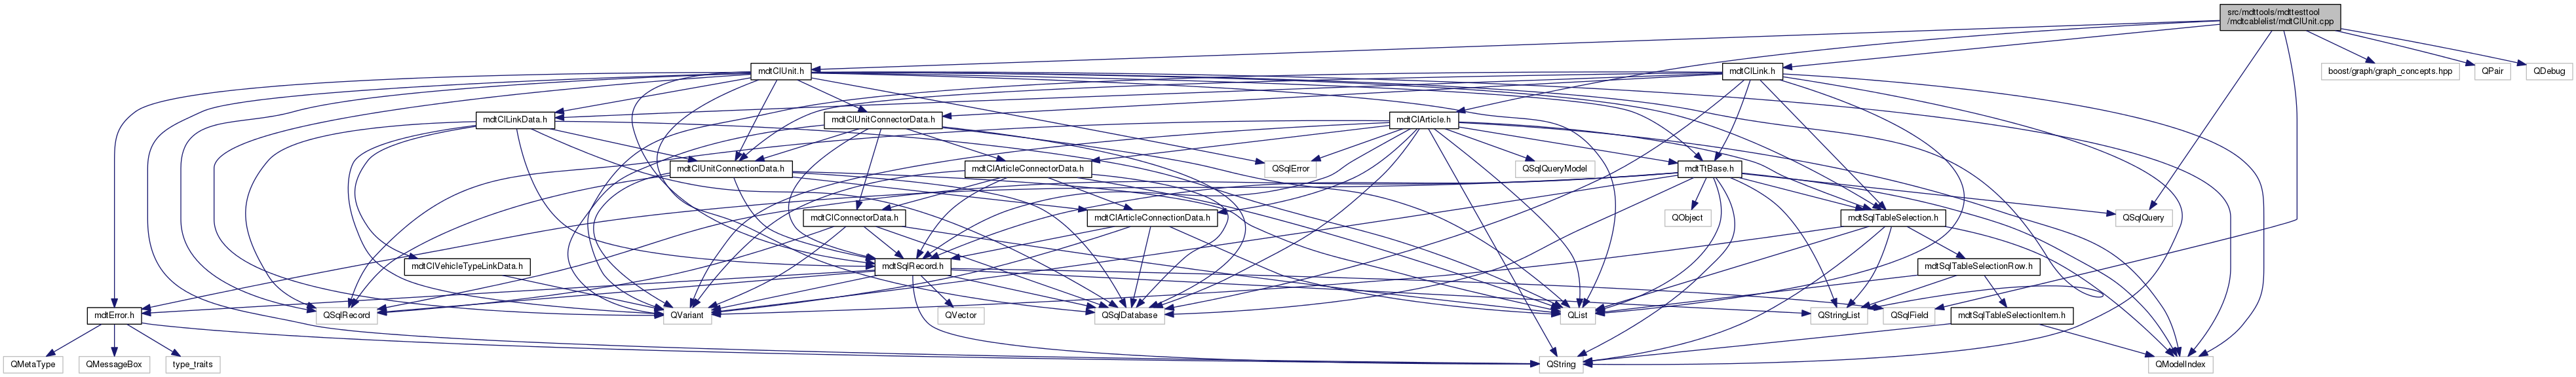 src/mdttools/mdttesttool
/mdtcablelist/mdtClUnit.cpp
mdtClUnit.h
mdtClLink.h
boost/graph/graph_concepts.hpp
QPair
QDebug
mdtClLinkData.h
mdtClUnitConnectorData.h
mdtClArticle.h
mdtClUnitConnectionData.h
mdtClArticleConnectorData.h
QSqlError
QSqlQueryModel
mdtTtBase.h
mdtClConnectorData.h
mdtClArticleConnectionData.h
QObject
mdtSqlTableSelection.h
QSqlQuery
mdtClVehicleTypeLinkData.h
mdtSqlRecord.h
mdtSqlTableSelectionRow.h
mdtError.h
QSqlRecord
QVariant
QVector
QSqlDatabase
QList
QStringList
QSqlField
mdtSqlTableSelectionItem.h
QMetaType
QMessageBox
type_traits
QString
QModelIndex